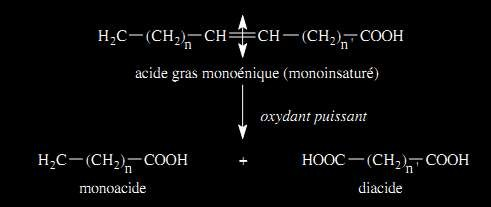 H₂C—(CH₂)ₙ—CH=CH—(CH₂)ₙ'—COOH
acide gras monoénique (monoinsaturé)
oxydant puissant
H₂C—(CH₂)ₙ—COOH + HOOC—(CH₂)ₙ'—COOH
monoacide diacide